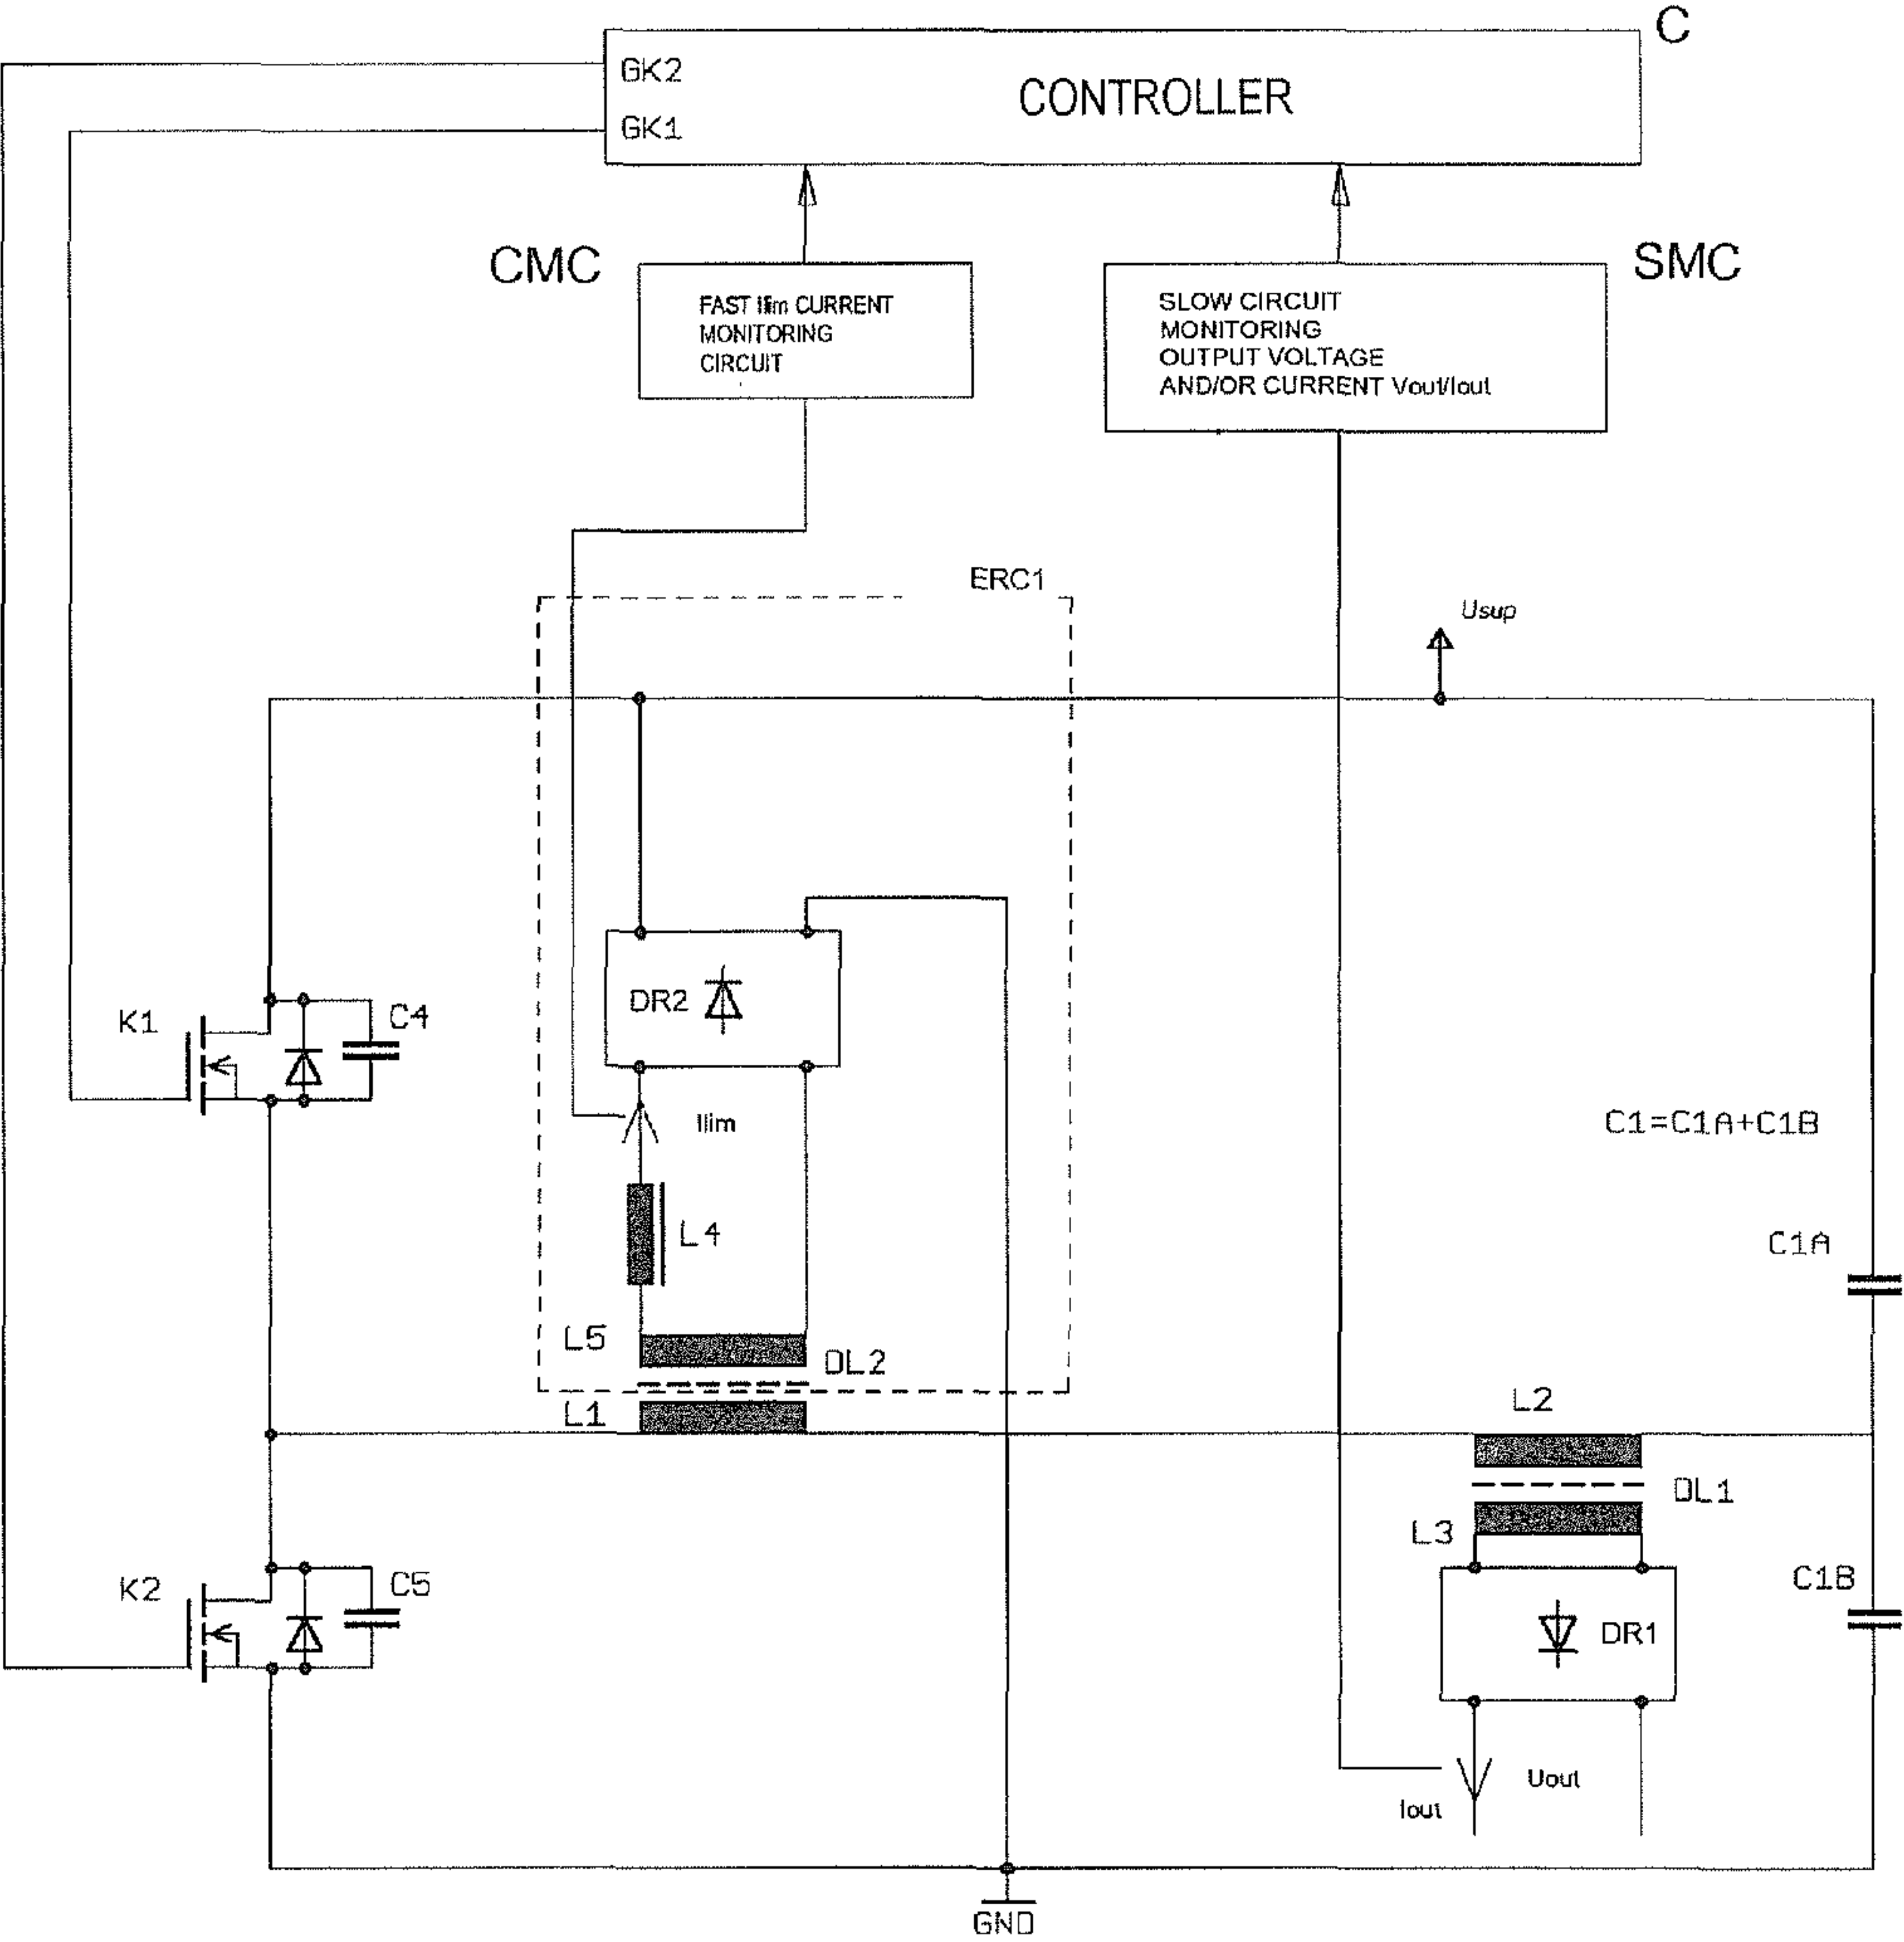 C
GK2
CONTROLLER
GK1
CMC
SMC
FAST Ilim CURRENT
MONITORING
CIRCUIT
SLOW CIRCUIT
MONITORING
OUTPUT VOLTAGE
AND/OR CURRENT Vout/Iout
ERC1
Usup
K1
C4
DR2
Ilim
C1=C1A+C1B
L4
C1A
L5
DL2
L1
L2
DL1
L3
K2
C5
C1B
DR1
Uout
Iout
GND